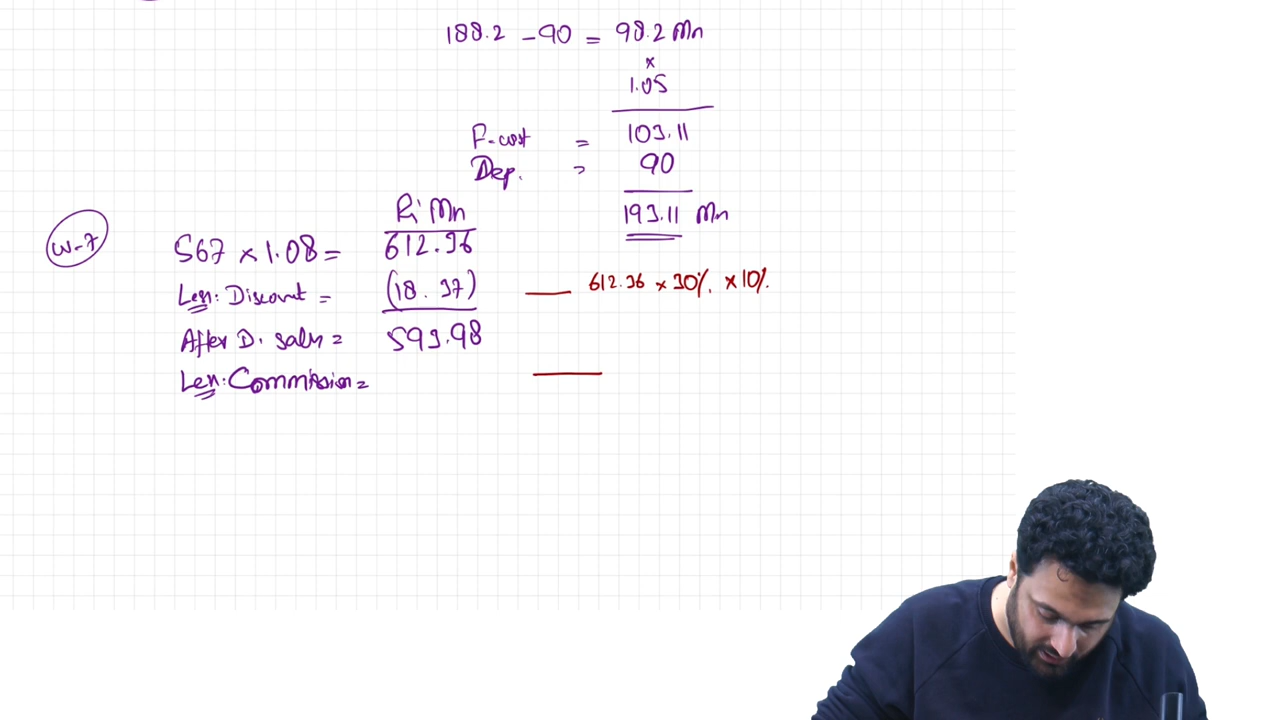 188.2 - 90 = 98.2 Mn
x
1.05
F-cost = 103.11
Dep. = 90
193.11 Mn
W-7
Rs Mn
567 x 1.08 = 612.36
Less: Discount = (18.37) — 612.36 x 30% x 10%
After D. sales = 593.98
Less: Commission =